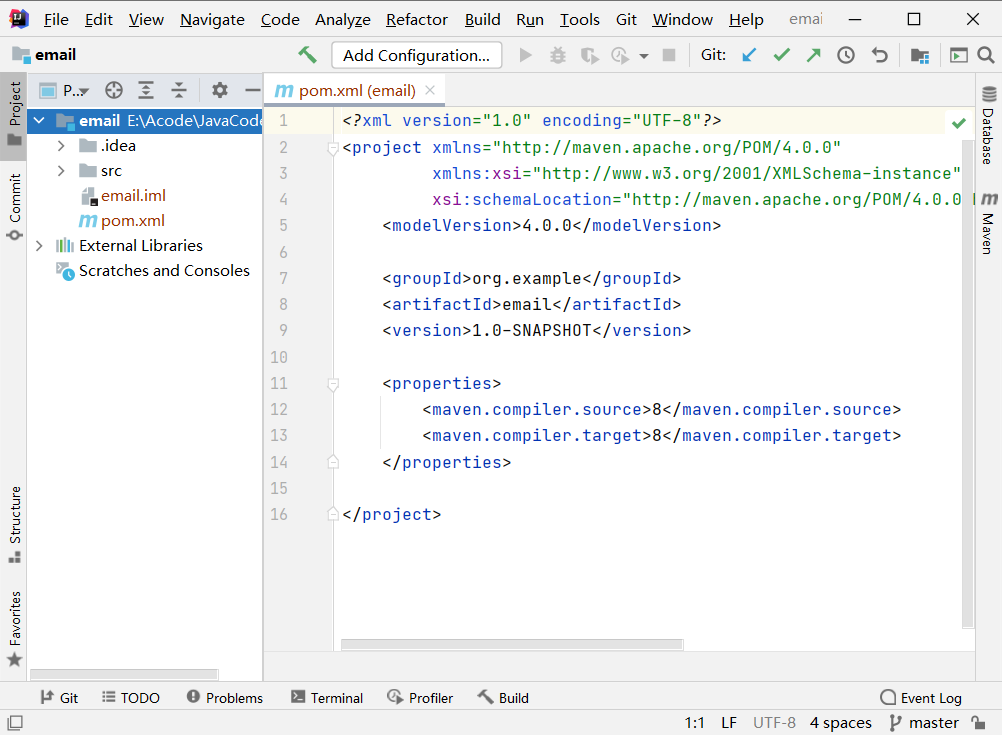 File Edit View Navigate Code Analyze Refactor Build Run Tools Git Window Help emai
email Add Configuration... Git:
Project
P...
pom.xml (email)
email E:\Acode\JavaCode
.idea
src
email.iml
pom.xml
External Libraries
Scratches and Consoles
Commit
Structure
Favorites
1 <?xml version="1.0" encoding="UTF-8"?>
2 <project xmlns="http://maven.apache.org/POM/4.0.0"
3 xmlns:xsi="http://www.w3.org/2001/XMLSchema-instance"
4 xsi:schemaLocation="http://maven.apache.org/POM/4.0.0
5 <modelVersion>4.0.0</modelVersion>
6
7 <groupId>org.example</groupId>
8 <artifactId>email</artifactId>
9 <version>1.0-SNAPSHOT</version>
10
11 <properties>
12 <maven.compiler.source>8</maven.compiler.source>
13 <maven.compiler.target>8</maven.compiler.target>
14 </properties>
15
16 </project>
Database
m Maven
Git TODO Problems Terminal Profiler Build Event Log
1:1 LF UTF-8 4 spaces master